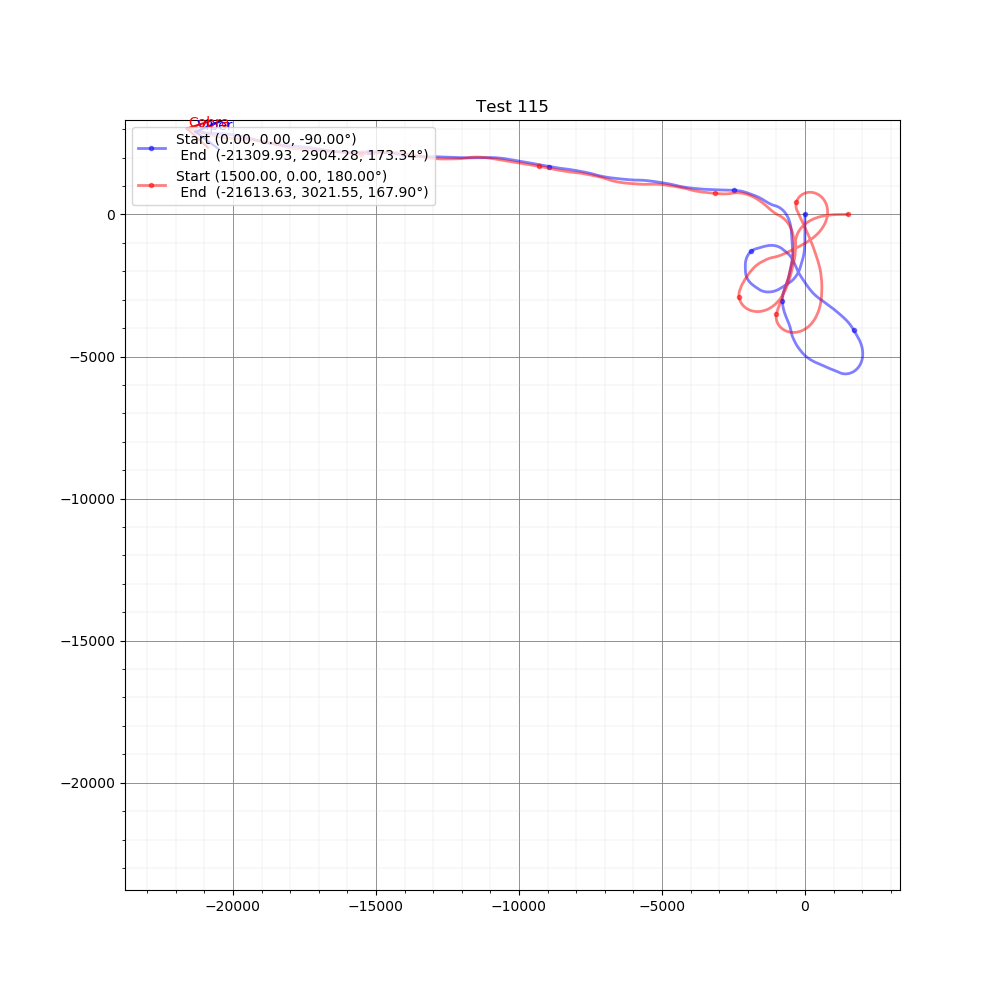 Test 115
Cobra
Start (0.00, 0.00, -90.00°)
End (-21309.93, 2904.28, 173.34°)
Start (1500.00, 0.00, 180.00°)
End (-21613.63, 3021.55, 167.90°)
0
−5000
−10000
−15000
−20000
−20000 −15000 −10000 −5000 0